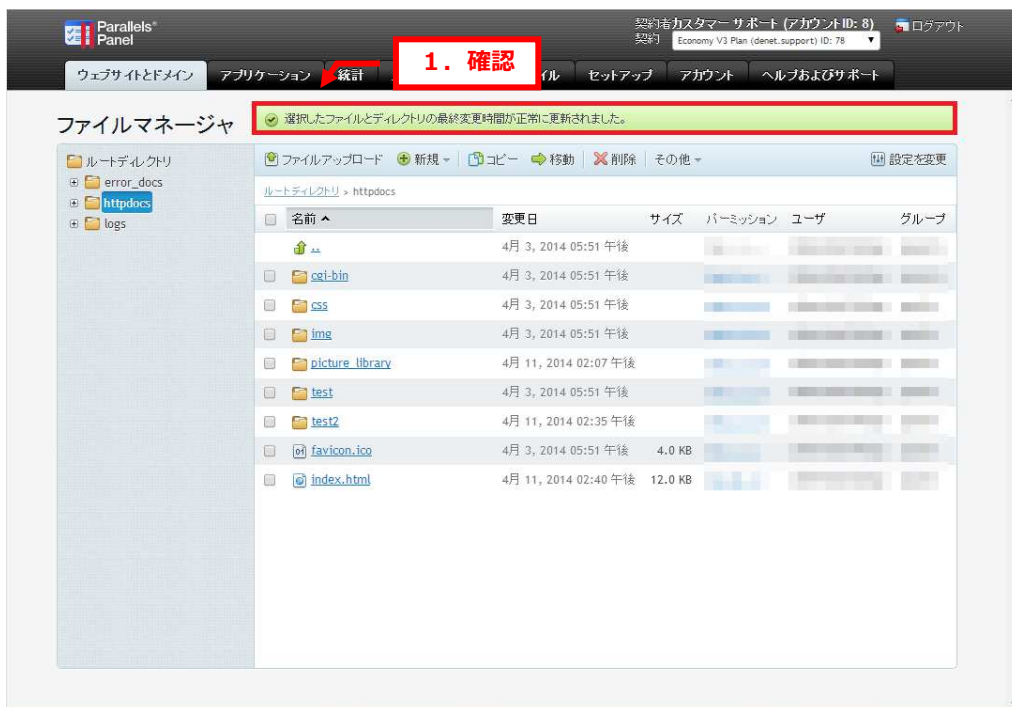 Parallels®
Panel
契約者カスタマー サポート (アカウントID: 8)
ログアウト
契約 Economy V3 Plan (denet.support) ID: 78
1. 確認
ウェブサイトとドメイン アプリケーション 統計 イル セットアップ アカウント ヘルプおよびサポート
ファイルマネージャ
選択したファイルとディレクトリの最終変更時間が正常に更新されました。
ルートディレクトリ
error_docs
httpdocs
logs
ファイルアップロード 新規 コピー 移動 削除 その他 設定を変更
ルートディレクトリ > httpdocs
名前 変更日 サイズ パーミッション ユーザ グループ
.. 4月 3, 2014 05:51 午後
cgi-bin 4月 3, 2014 05:51 午後
css 4月 3, 2014 05:51 午後
img 4月 3, 2014 05:51 午後
picture_library 4月 11, 2014 02:07 午後
test 4月 3, 2014 05:51 午後
test2 4月 11, 2014 02:35 午後
favicon.ico 4月 3, 2014 05:51 午後 4.0 KB
index.html 4月 11, 2014 02:40 午後 12.0 KB